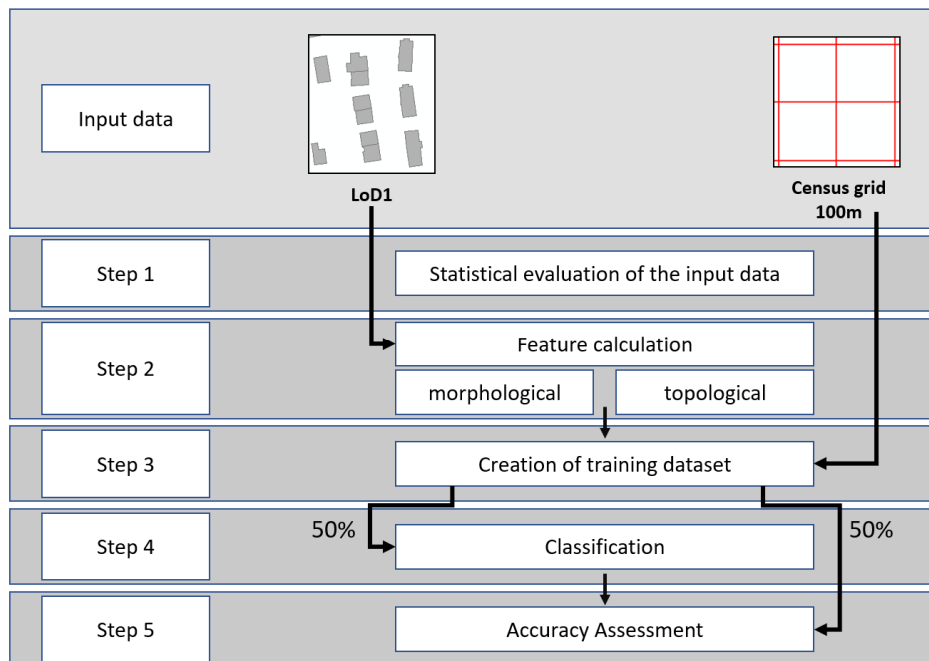 Input data
LoD1
Census grid
100m
Step 1
Statistical evaluation of the input data
Step 2
Feature calculation
morphological
topological
Step 3
Creation of training dataset
50%
50%
Step 4
Classification
Step 5
Accuracy Assessment